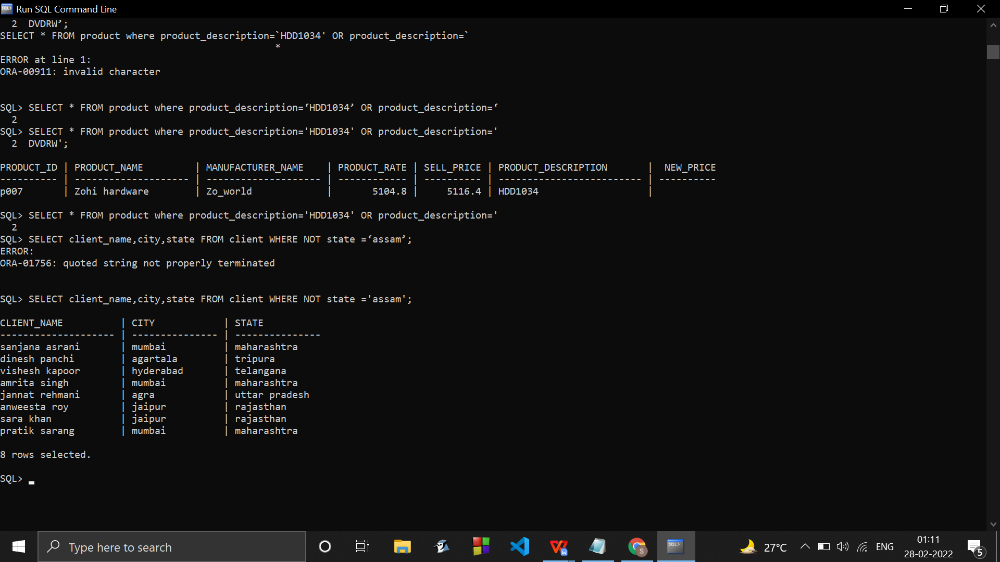 Run SQL Command Line
  2  DVDRW’;
SELECT * FROM product where product_description=`HDD1034' OR product_description=`
                                                *
ERROR at line 1:
ORA-00911: invalid character
SQL> SELECT * FROM product where product_description=‘HDD1034’ OR product_description=‘
  2
SQL> SELECT * FROM product where product_description='HDD1034' OR product_description='
  2  DVDRW';
PRODUCT_ID | PRODUCT_NAME         | MANUFACTURER_NAME    | PRODUCT_RATE | SELL_PRICE | PRODUCT_DESCRIPTION       |  NEW_PRICE
---------- | -------------------- | -------------------- | ------------ | ---------- | ------------------------- | ----------
p007       | Zohi hardware        | Zo_world             |       5104.8 |     5116.4 | HDD1034                   |
SQL> SELECT * FROM product where product_description='HDD1034' OR product_description='
  2
SQL> SELECT client_name,city,state FROM client WHERE NOT state =‘assam’;
ERROR:
ORA-01756: quoted string not properly terminated
SQL> SELECT client_name,city,state FROM client WHERE NOT state ='assam';
CLIENT_NAME          | CITY            | STATE
-------------------- | --------------- | ---------------
sanjana asrani       | mumbai          | maharashtra
dinesh panchi        | agartala        | tripura
vishesh kapoor       | hyderabad       | telangana
amrita singh         | mumbai          | maharashtra
jannat rehmani       | agra            | uttar pradesh
anweesta roy         | jaipur          | rajasthan
sara khan            | jaipur          | rajasthan
pratik sarang        | mumbai          | maharashtra
8 rows selected.
SQL> _
Type here to search
27°C
ENG
01:11
28-02-2022
5